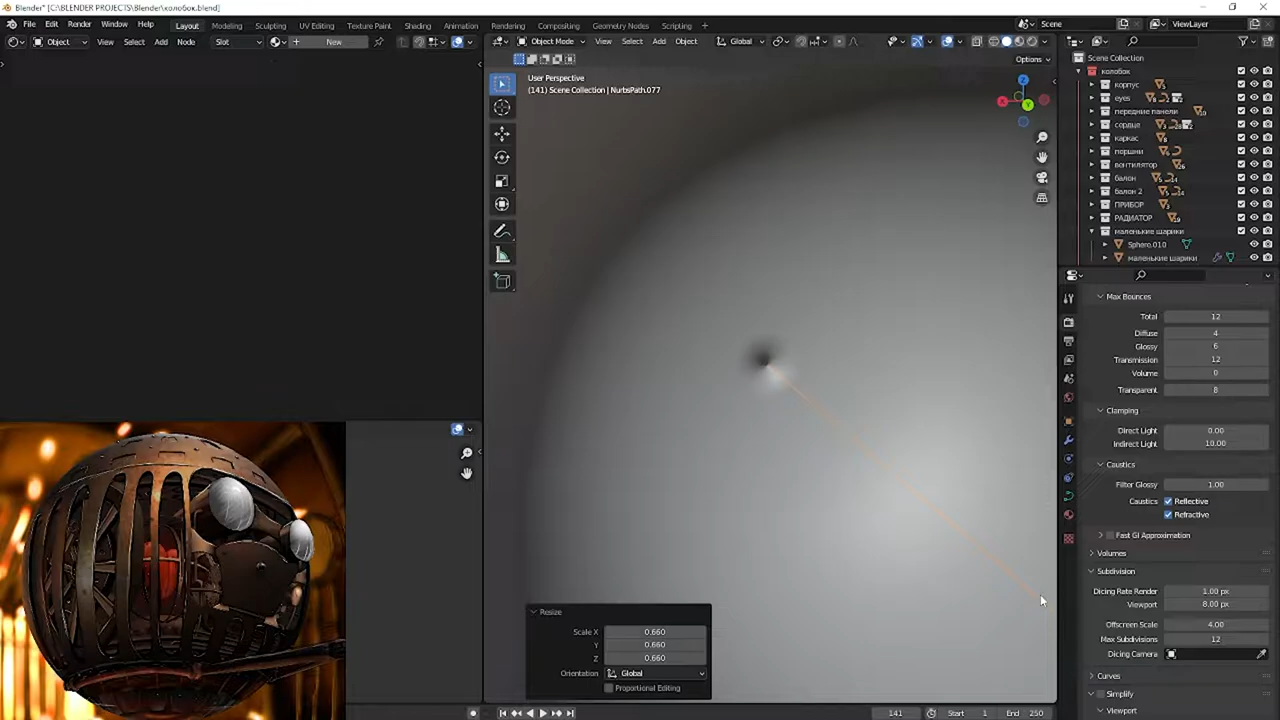 Blender* [C:\BLENDER PROJECTS\Blender\колобок.blend]
File Edit Render Window Help Layout Modeling Sculpting UV Editing Texture Paint Shading Animation Rendering Compositing Geometry Nodes Scripting + Scene ViewLayer
Object View Select Add Node Slot New
Object Mode View Select Add Object Global
Options
User Perspective
(141) Scene Collection | NurbsPath.077
Z
X
Y
Resize
Scale X 0.660
Y 0.660
Z 0.660
Orientation Global
Proportional Editing
141 Start 1 End 250
Scene Collection
колобок
корпус
eyes
передние панели
сердце
каркас
поршни
вентилятор
балон
балон 2
ПРИБОР
РАДИАТОР
маленькие шарики
Sphere.010
маленькие шарики
Max Bounces
Total 12
Diffuse 4
Glossy 6
Transmission 12
Volume 0
Transparent 8
Clamping
Direct Light 0.00
Indirect Light 10.00
Caustics
Filter Glossy 1.00
Caustics Reflective
Refractive
Fast GI Approximation
Volumes
Subdivision
Dicing Rate Render 1.00 px
Viewport 8.00 px
Offscreen Scale 4.00
Max Subdivisions 12
Dicing Camera
Curves
Simplify
Viewport